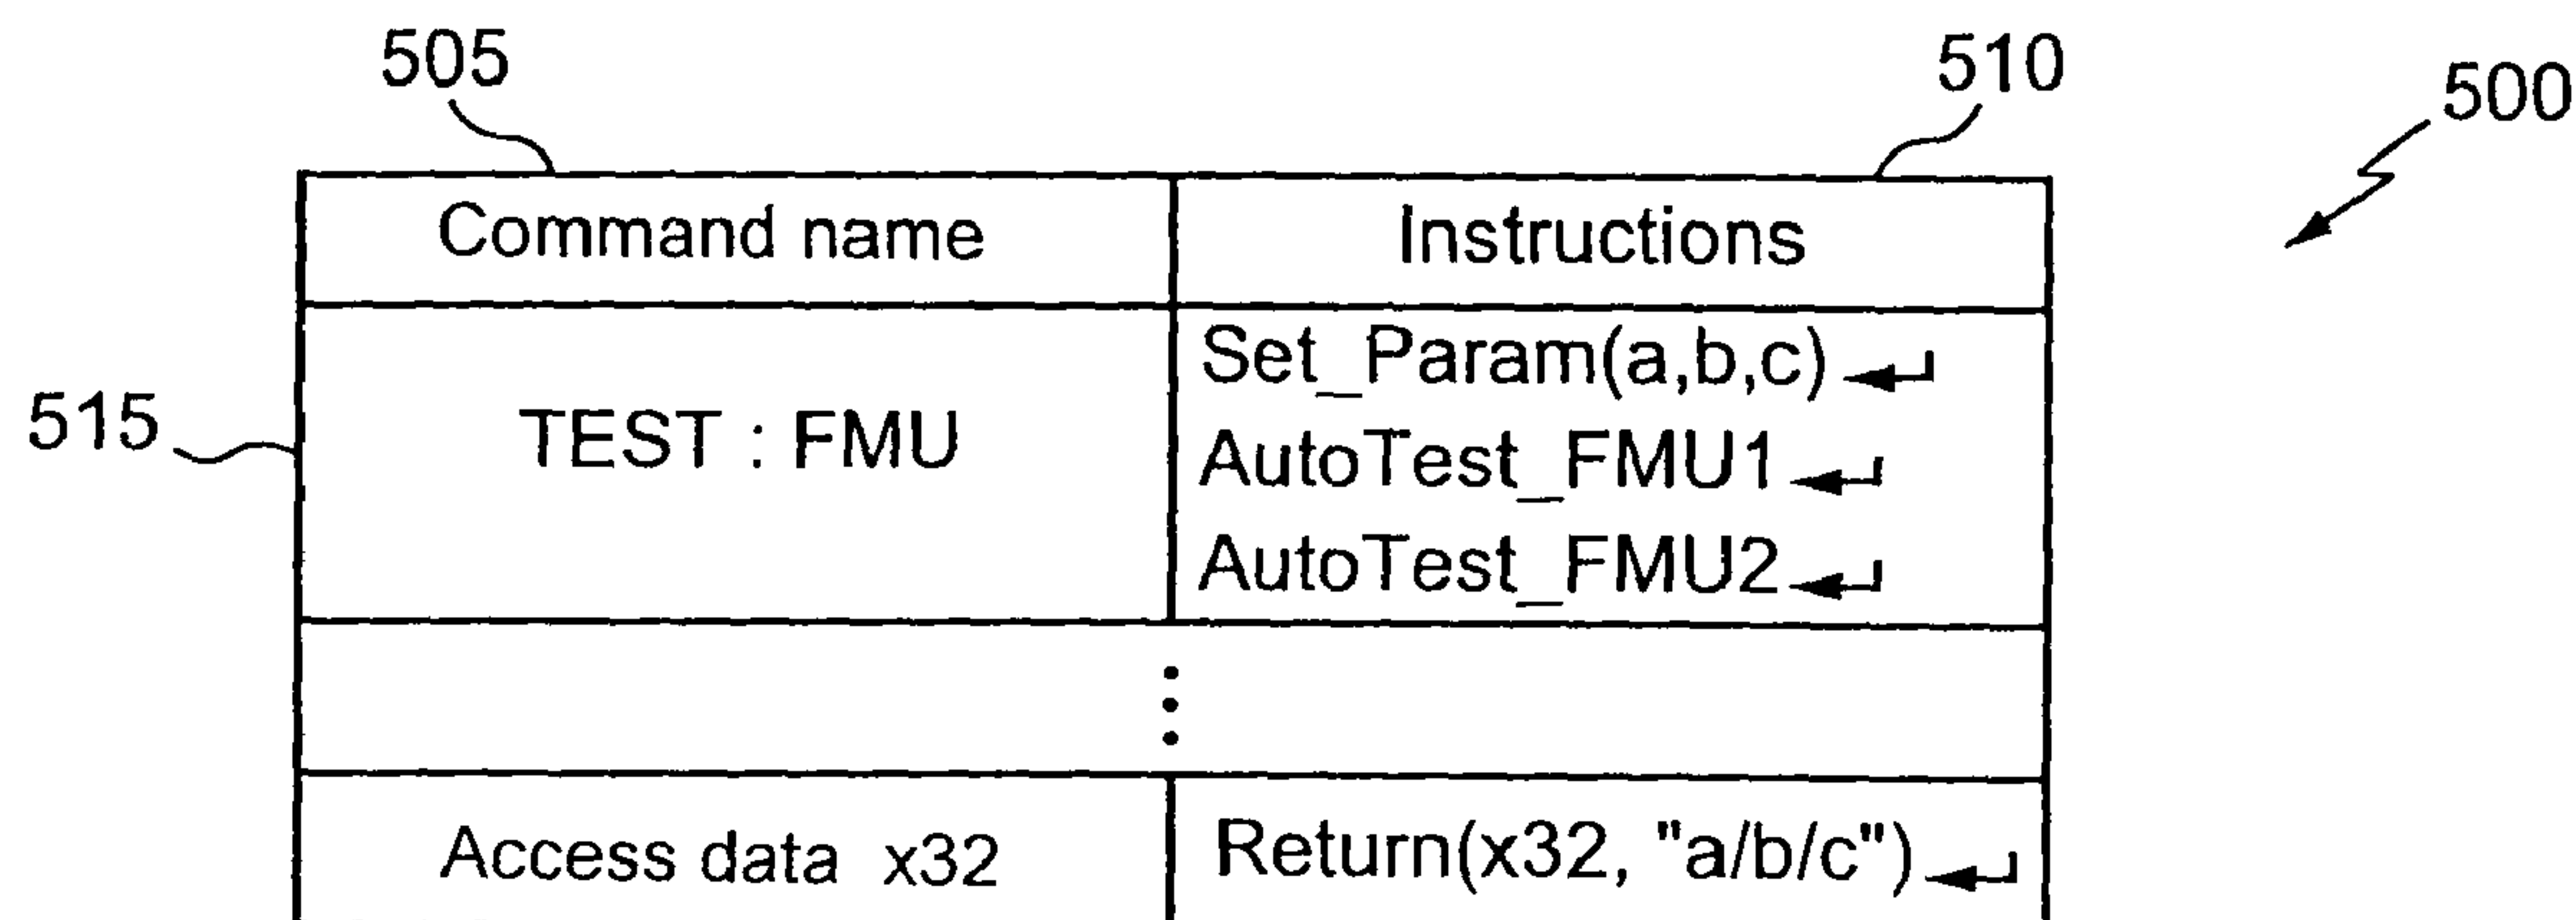 505
510
500
Command name
Instructions
515
TEST : FMU
Set_Param(a,b,c)
AutoTest_FMU1
AutoTest_FMU2
Access data x32
Return(x32, "a/b/c")